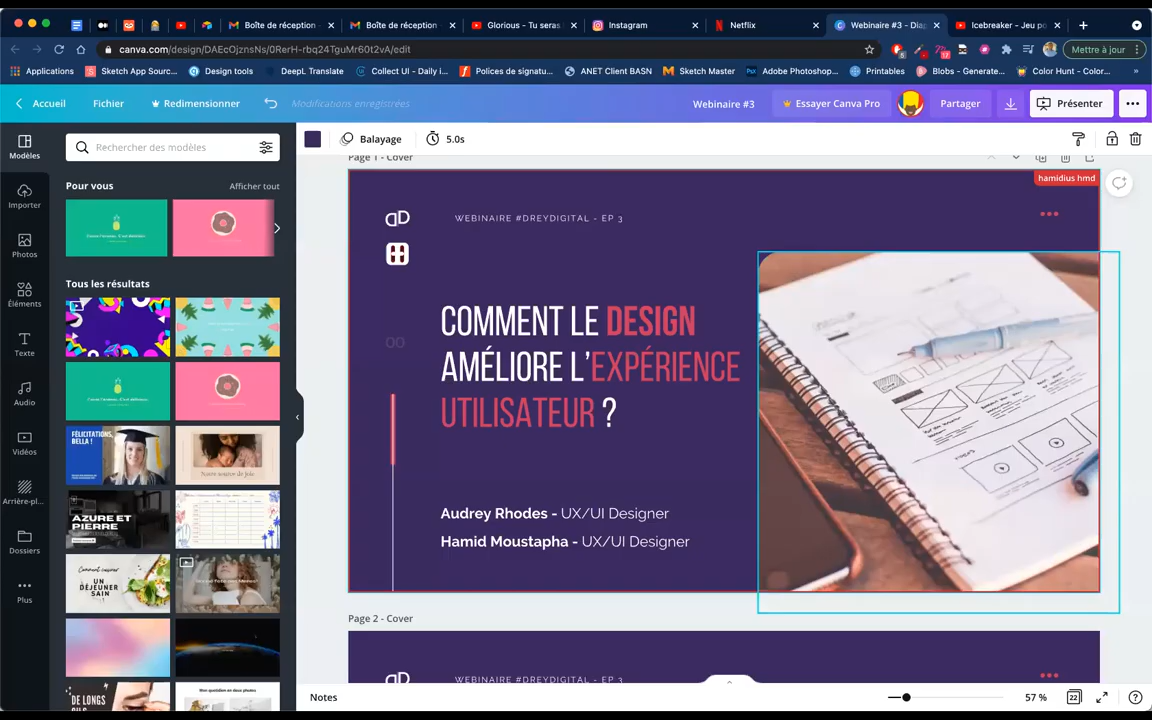 Boîte de réception -
Boîte de réception -
Glorious - Tu seras
Instagram
Netflix
Webinaire #3 - Dia
Icebreaker - Jeu po
canva.com/design/DAEcOjznsNs/0RerH-rbq24TguMr60t2vA/edit
Mettre à jour
Applications
Sketch App Sourc...
Design tools
DeepL Translate
Collect UI - Daily i...
Polices de signatu...
ANET Client BASN
Sketch Master
Adobe Photoshop...
Printables
Blobs - Generate...
Color Hunt - Color...
Accueil
Fichier
Redimensionner
Modifications enregistrées
Webinaire #3
Essayer Canva Pro
Partager
Présenter
Modèles
Rechercher des modèles
Balayage
5.0s
Page 1 - Cover
Importer
Pour vous
Afficher tout
hamidius hmd
Photos
WEBINAIRE #DREYDIGITAL - EP 3
Éléments
Tous les résultats
COMMENT LE DESIGN
AMÉLIORE L'EXPÉRIENCE
UTILISATEUR ?
Texte
Audio
Vidéos
FÉLICITATIONS,
BELLA !
Arrière-pl...
AZURE ET
PIERRE
Audrey Rhodes - UX/UI Designer
Hamid Moustapha - UX/UI Designer
Dossiers
Comment cuisiner
UN
DÉJEUNER
SAIN
Plus
Page 2 - Cover
WEBINAIRE #DREYDIGITAL - EP 3
DE LONGS
Mon quotidien en deux photos
Notes
57 %
22